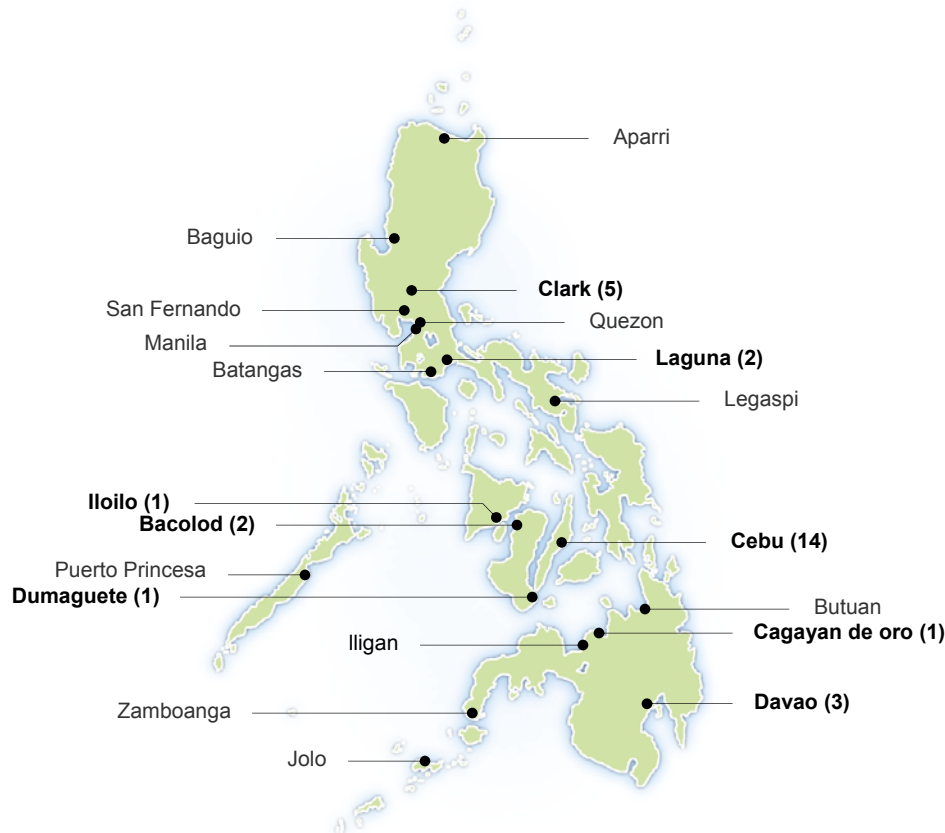 Aparri
Baguio
Clark (5)
San Fernando
Quezon
Manila
Laguna (2)
Batangas
Legaspi
Iloilo (1)
Bacolod (2)
Cebu (14)
Puerto Princesa
Dumaguete (1)
Butuan
Cagayan de oro (1)
Iligan
Davao (3)
Zamboanga
Jolo